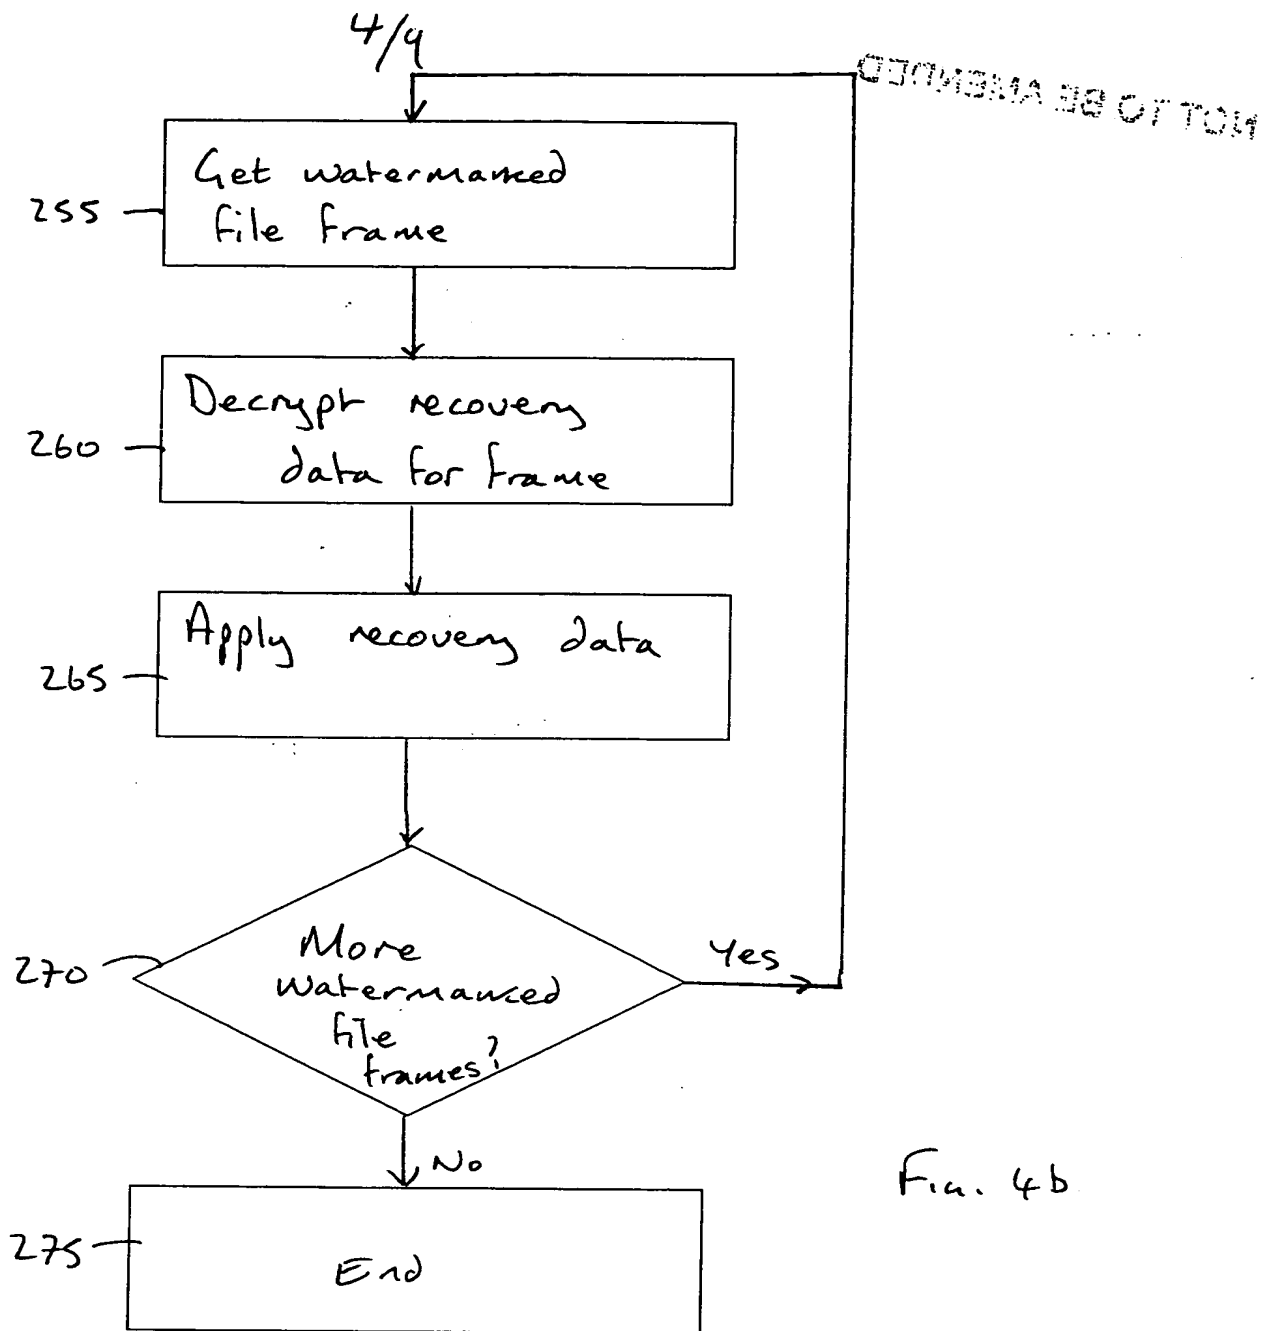 4/9
NOT TO BE AMENDED
255
Get watermarked
file frame
260
Decrypt recovery
data for frame
265
Apply recovery data
270
More
watermarked
file
frames?
Yes
No
275
End
Fig. 4b